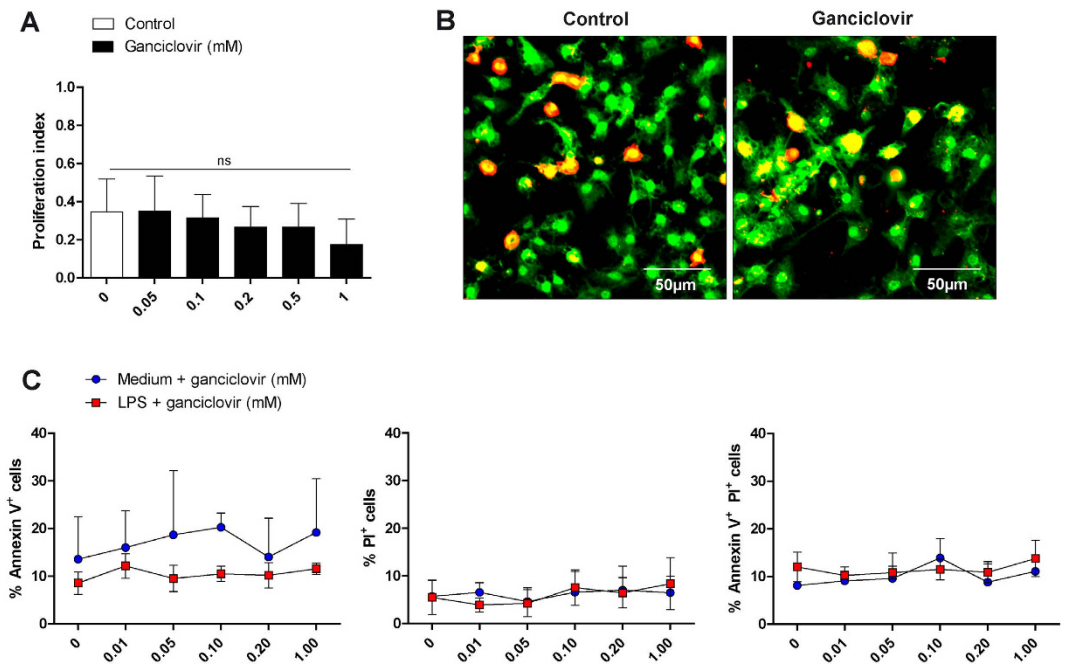 A
Control
Ganciclovir (mM)
Proliferation index
1.0
0.8
0.6
0.4
0.2
0.0
ns
0
0.05
0.1
0.2
0.5
1
B
Control
Ganciclovir
50µm
50µm
C
Medium + ganciclovir (mM)
LPS + ganciclovir (mM)
% Annexin V⁺ cells
40
30
20
10
0
0
0.01
0.05
0.10
0.20
1.00
% PI⁺ cells
40
30
20
10
0
0
0.01
0.05
0.10
0.20
1.00
% Annexin V⁺ PI⁺ cells
40
30
20
10
0
0
0.01
0.05
0.10
0.20
1.00